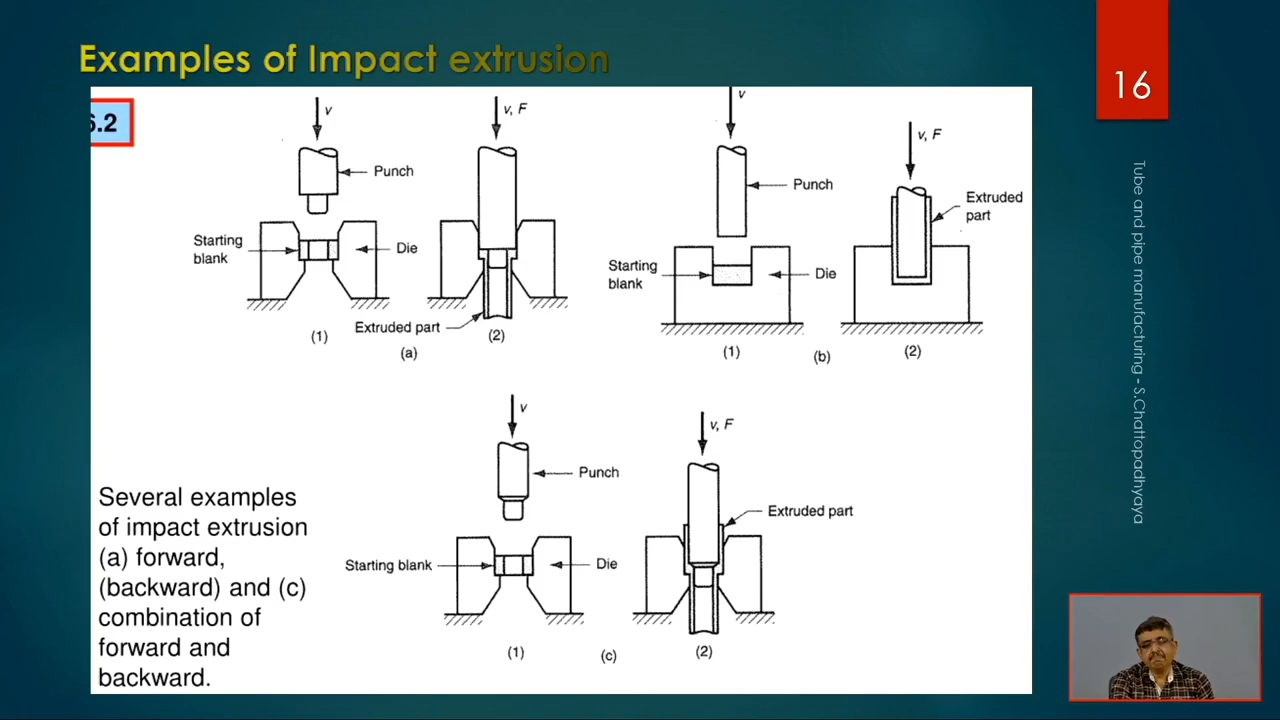 Examples of Impact extrusion
16
6.2
v
Punch
Starting
blank
Die
(1)
v, F
Extruded part
(2)
(a)
v
Punch
Starting
blank
Die
(1)
v, F
Extruded
part
(2)
(b)
v
Punch
Starting blank
Die
(1)
v, F
Extruded part
(2)
(c)
Several examples
of impact extrusion
(a) forward,
(backward) and (c)
combination of
forward and
backward.
Tube and pipe manufacturing - S.Chattopadhyaya